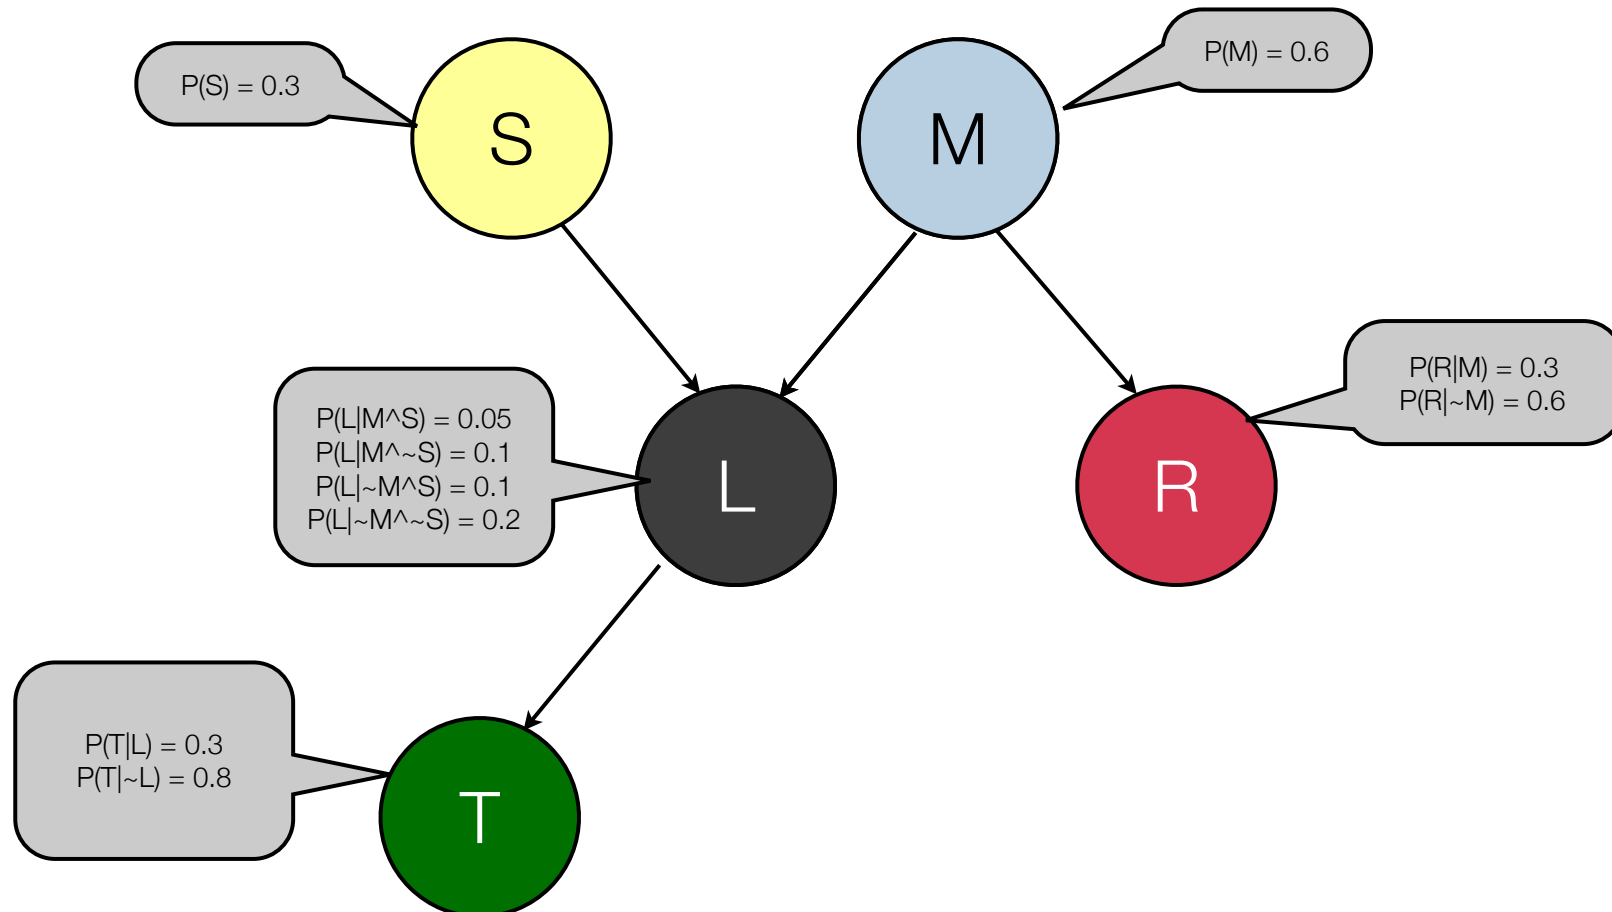 P(S) = 0.3
S
M
P(M) = 0.6
P(L|M^S) = 0.05
P(L|M^~S) = 0.1
P(L|~M^S) = 0.1
P(L|~M^~S) = 0.2
L
R
P(R|M) = 0.3
P(R|~M) = 0.6
P(T|L) = 0.3
P(T|~L) = 0.8
T